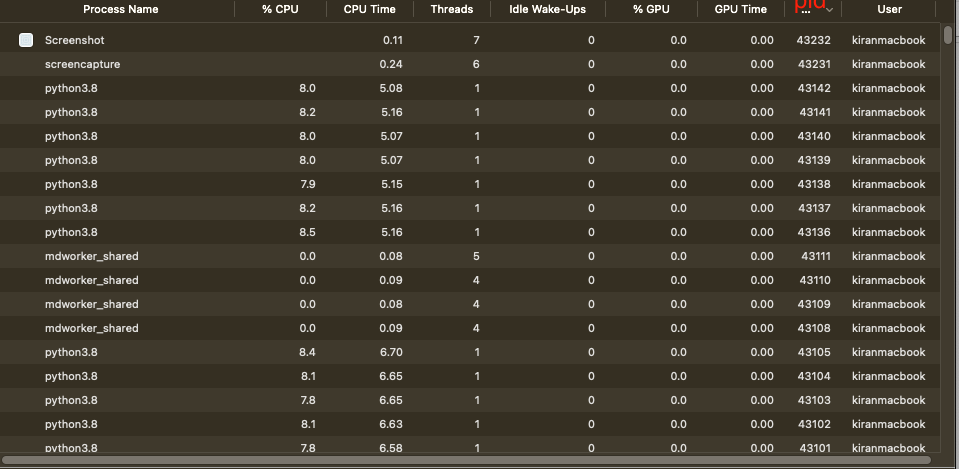 Process Name % CPU CPU Time Threads Idle Wake-Ups % GPU GPU Time pid ... User
Screenshot 0.11 7 0 0.0 0.00 43232 kiranmacbook
screencapture 0.24 6 0 0.0 0.00 43231 kiranmacbook
python3.8 8.0 5.08 1 0 0.0 0.00 43142 kiranmacbook
python3.8 8.2 5.16 1 0 0.0 0.00 43141 kiranmacbook
python3.8 8.0 5.07 1 0 0.0 0.00 43140 kiranmacbook
python3.8 8.0 5.07 1 0 0.0 0.00 43139 kiranmacbook
python3.8 7.9 5.15 1 0 0.0 0.00 43138 kiranmacbook
python3.8 8.2 5.16 1 0 0.0 0.00 43137 kiranmacbook
python3.8 8.5 5.16 1 0 0.0 0.00 43136 kiranmacbook
mdworker_shared 0.0 0.08 5 0 0.0 0.00 43111 kiranmacbook
mdworker_shared 0.0 0.09 4 0 0.0 0.00 43110 kiranmacbook
mdworker_shared 0.0 0.08 4 0 0.0 0.00 43109 kiranmacbook
mdworker_shared 0.0 0.09 4 0 0.0 0.00 43108 kiranmacbook
python3.8 8.4 6.70 1 0 0.0 0.00 43105 kiranmacbook
python3.8 8.1 6.65 1 0 0.0 0.00 43104 kiranmacbook
python3.8 7.8 6.65 1 0 0.0 0.00 43103 kiranmacbook
python3.8 8.1 6.63 1 0 0.0 0.00 43102 kiranmacbook
python3.8 7.8 6.58 1 0 0.0 0.00 43101 kiranmacbook